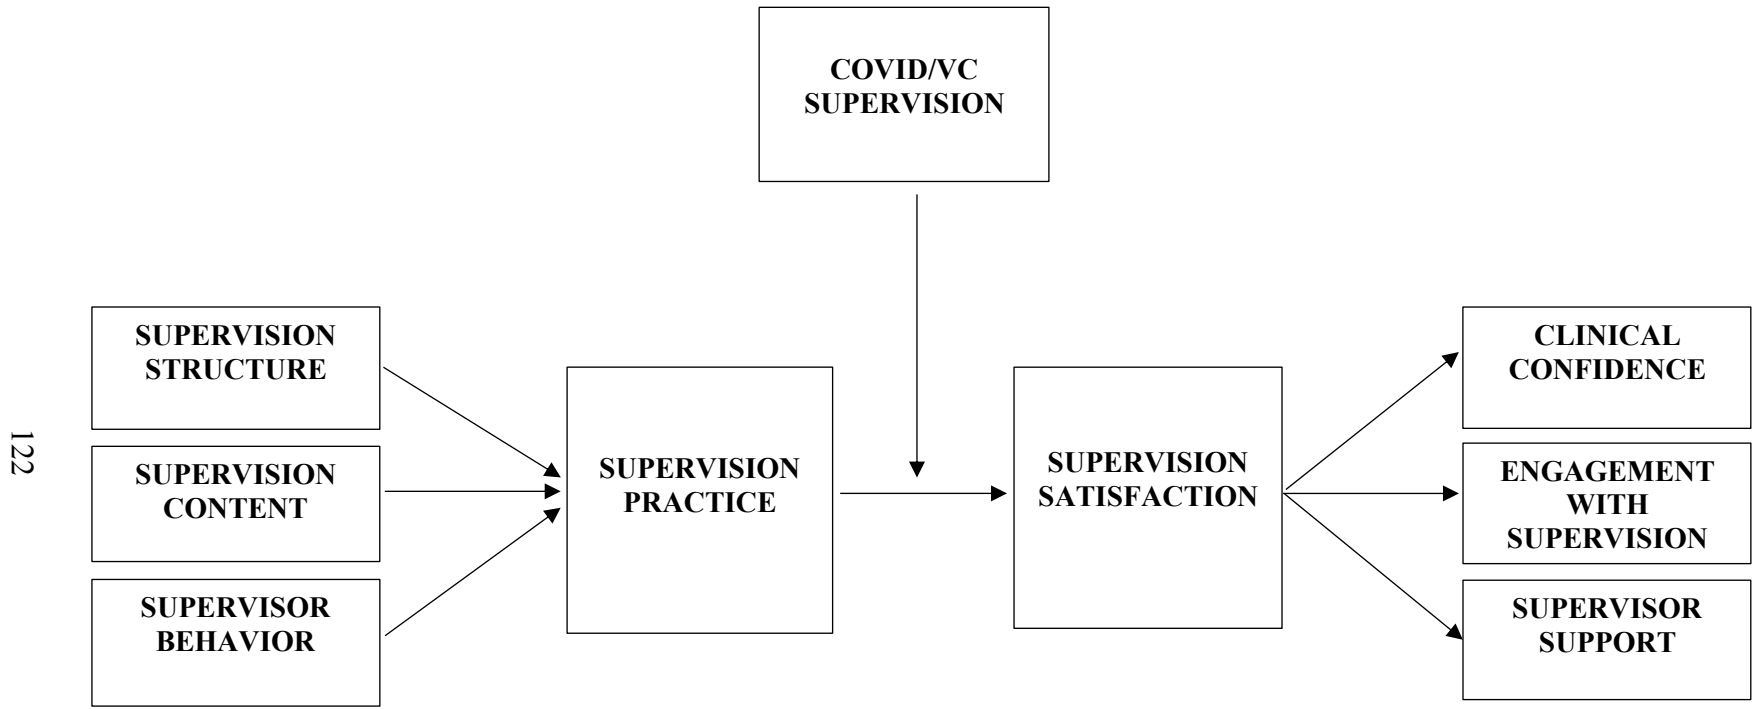 COVID/VC
SUPERVISION
SUPERVISION
STRUCTURE
SUPERVISION
CONTENT
SUPERVISOR
BEHAVIOR
SUPERVISION
PRACTICE
SUPERVISION
SATISFACTION
CLINICAL
CONFIDENCE
ENGAGEMENT
WITH
SUPERVISION
SUPERVISOR
SUPPORT
122